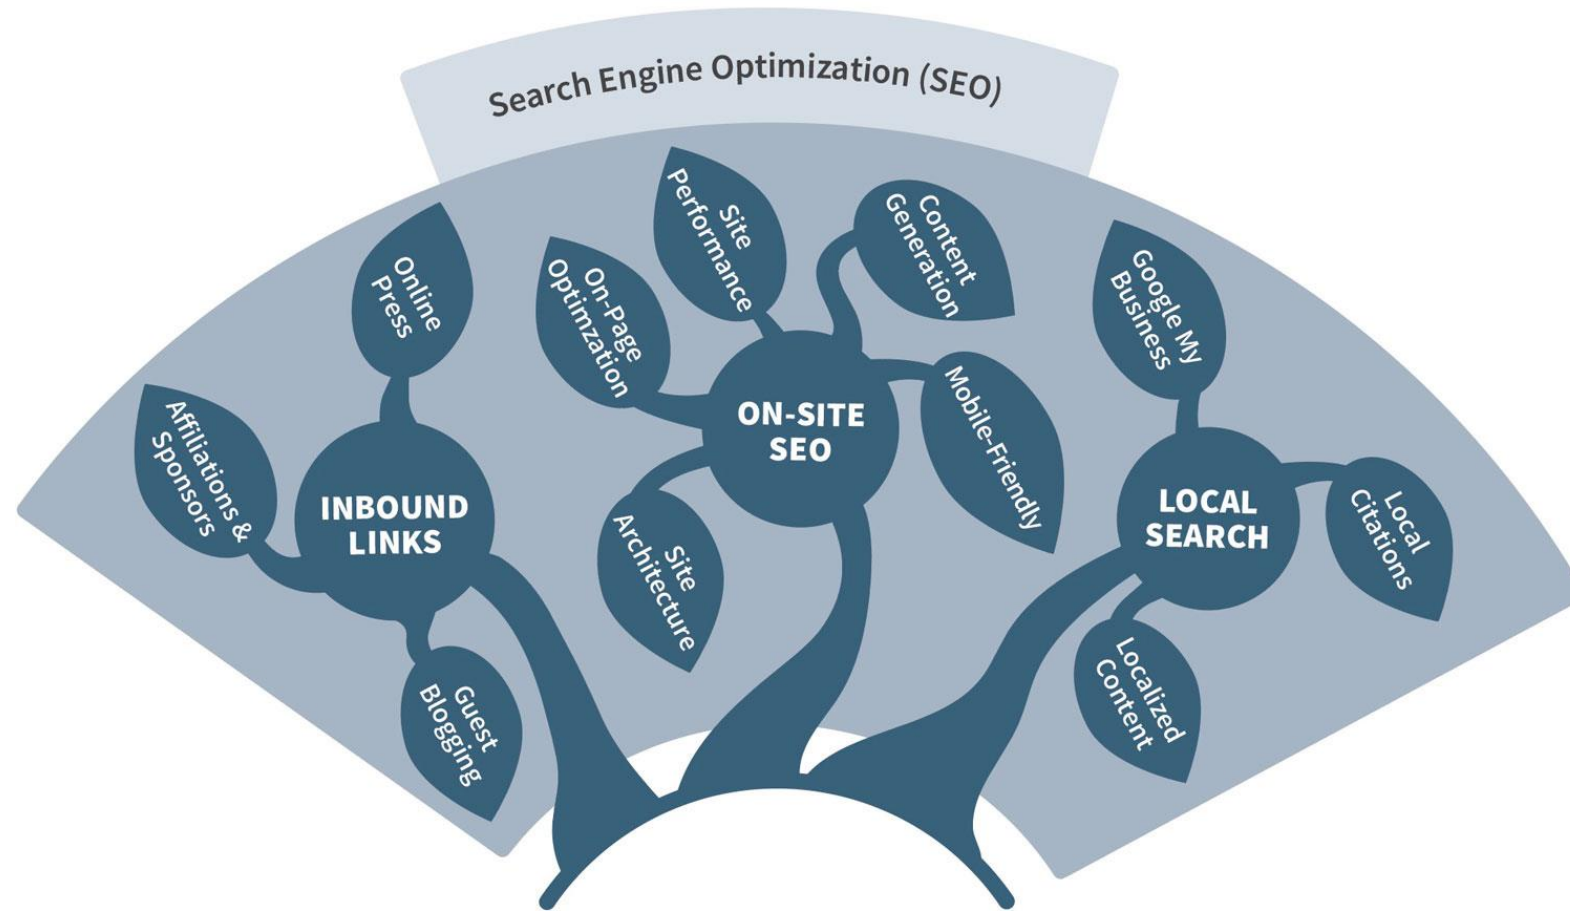 Search Engine Optimization (SEO)
Online
Press
Affiliations &
Sponsors
INBOUND
LINKS
Guest
Blogging
Site
Performance
On-Page
Optimzation
Content
Generation
ON-SITE
SEO
Mobile-Friendly
Site
Architecture
Google My
Business
LOCAL
SEARCH
Local
Citations
Localized
Content